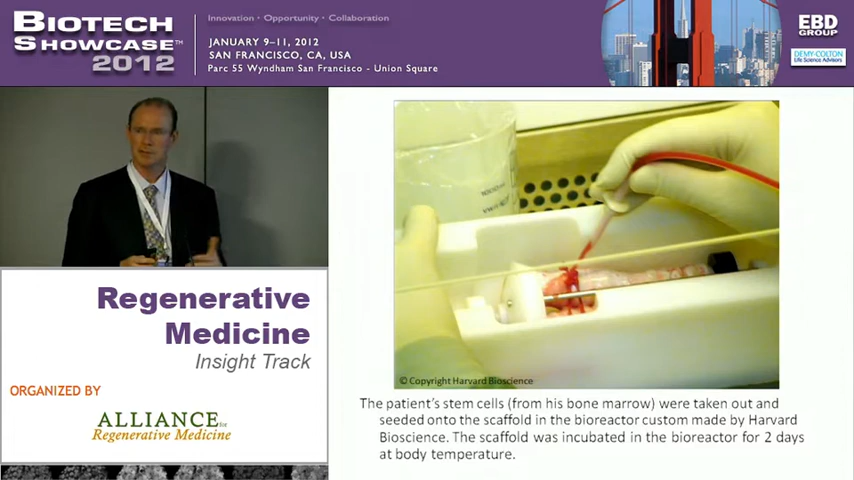 BIOTECH
SHOWCASE™
2012
Innovation • Opportunity • Collaboration
JANUARY 9–11, 2012
SAN FRANCISCO, CA, USA
Parc 55 Wyndham San Francisco - Union Square
EBD
GROUP
DEMY-COLTON
Life Science Advisors
Regenerative
Medicine
Insight Track
ORGANIZED BY
ALLIANCE for
Regenerative Medicine
© Copyright Harvard Bioscience
The patient's stem cells (from his bone marrow) were taken out and
seeded onto the scaffold in the bioreactor custom made by Harvard
Bioscience. The scaffold was incubated in the bioreactor for 2 days
at body temperature.